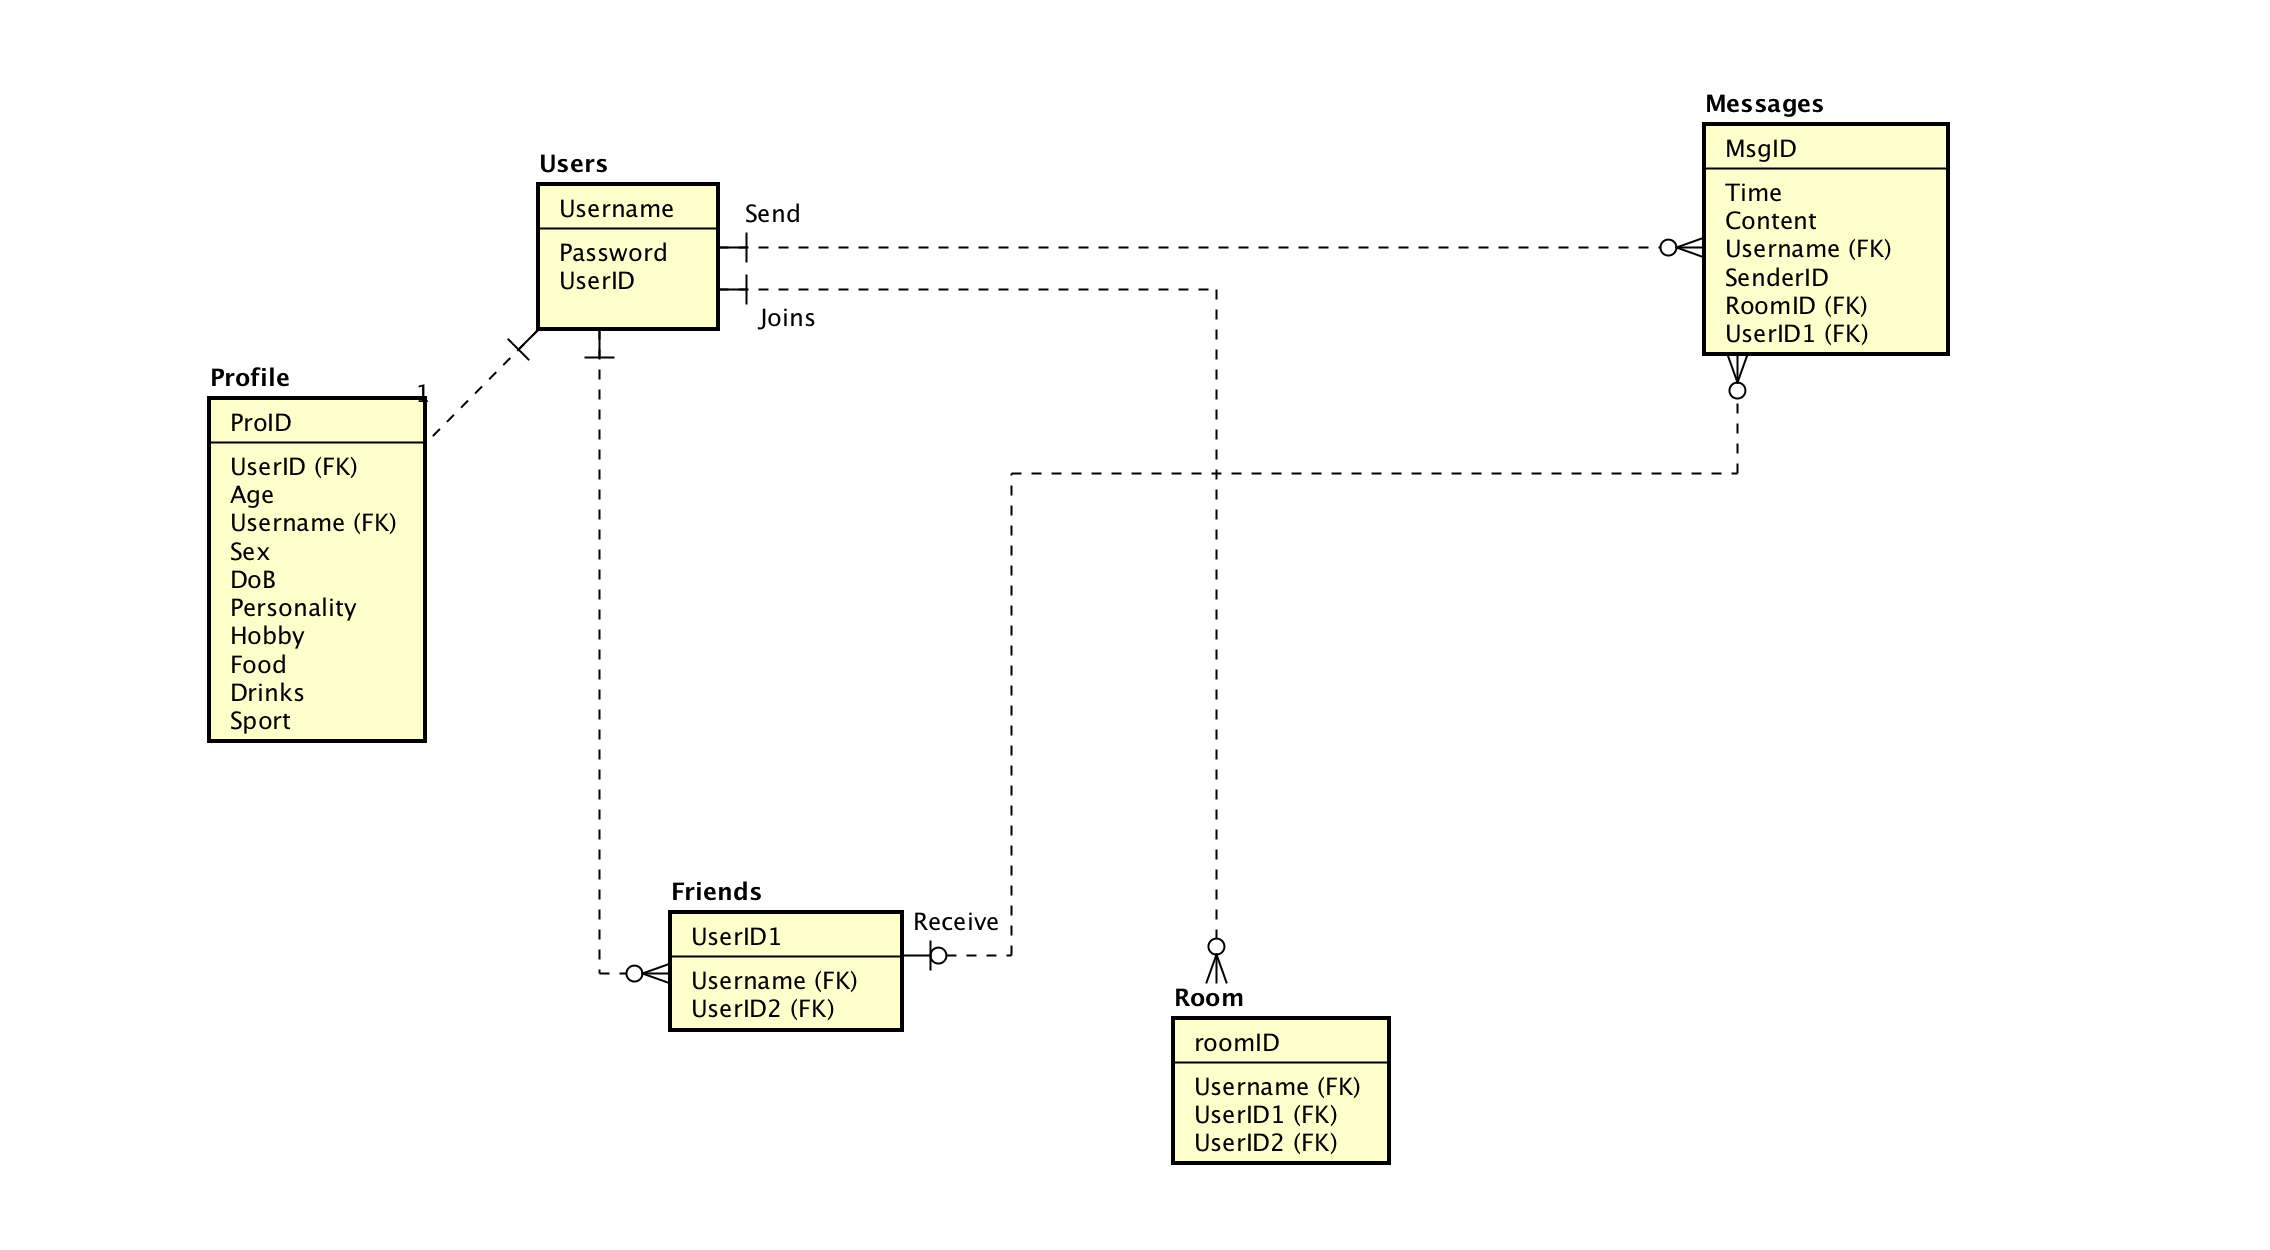 Messages
MsgID
Time
Content
Username (FK)
SenderID
RoomID (FK)
UserID1 (FK)
Users
Username
Password
UserID
Send
Joins
Profile
1
ProID
UserID (FK)
Age
Username (FK)
Sex
DoB
Personality
Hobby
Food
Drinks
Sport
Friends
UserID1
Username (FK)
UserID2 (FK)
Receive
Room
roomID
Username (FK)
UserID1 (FK)
UserID2 (FK)